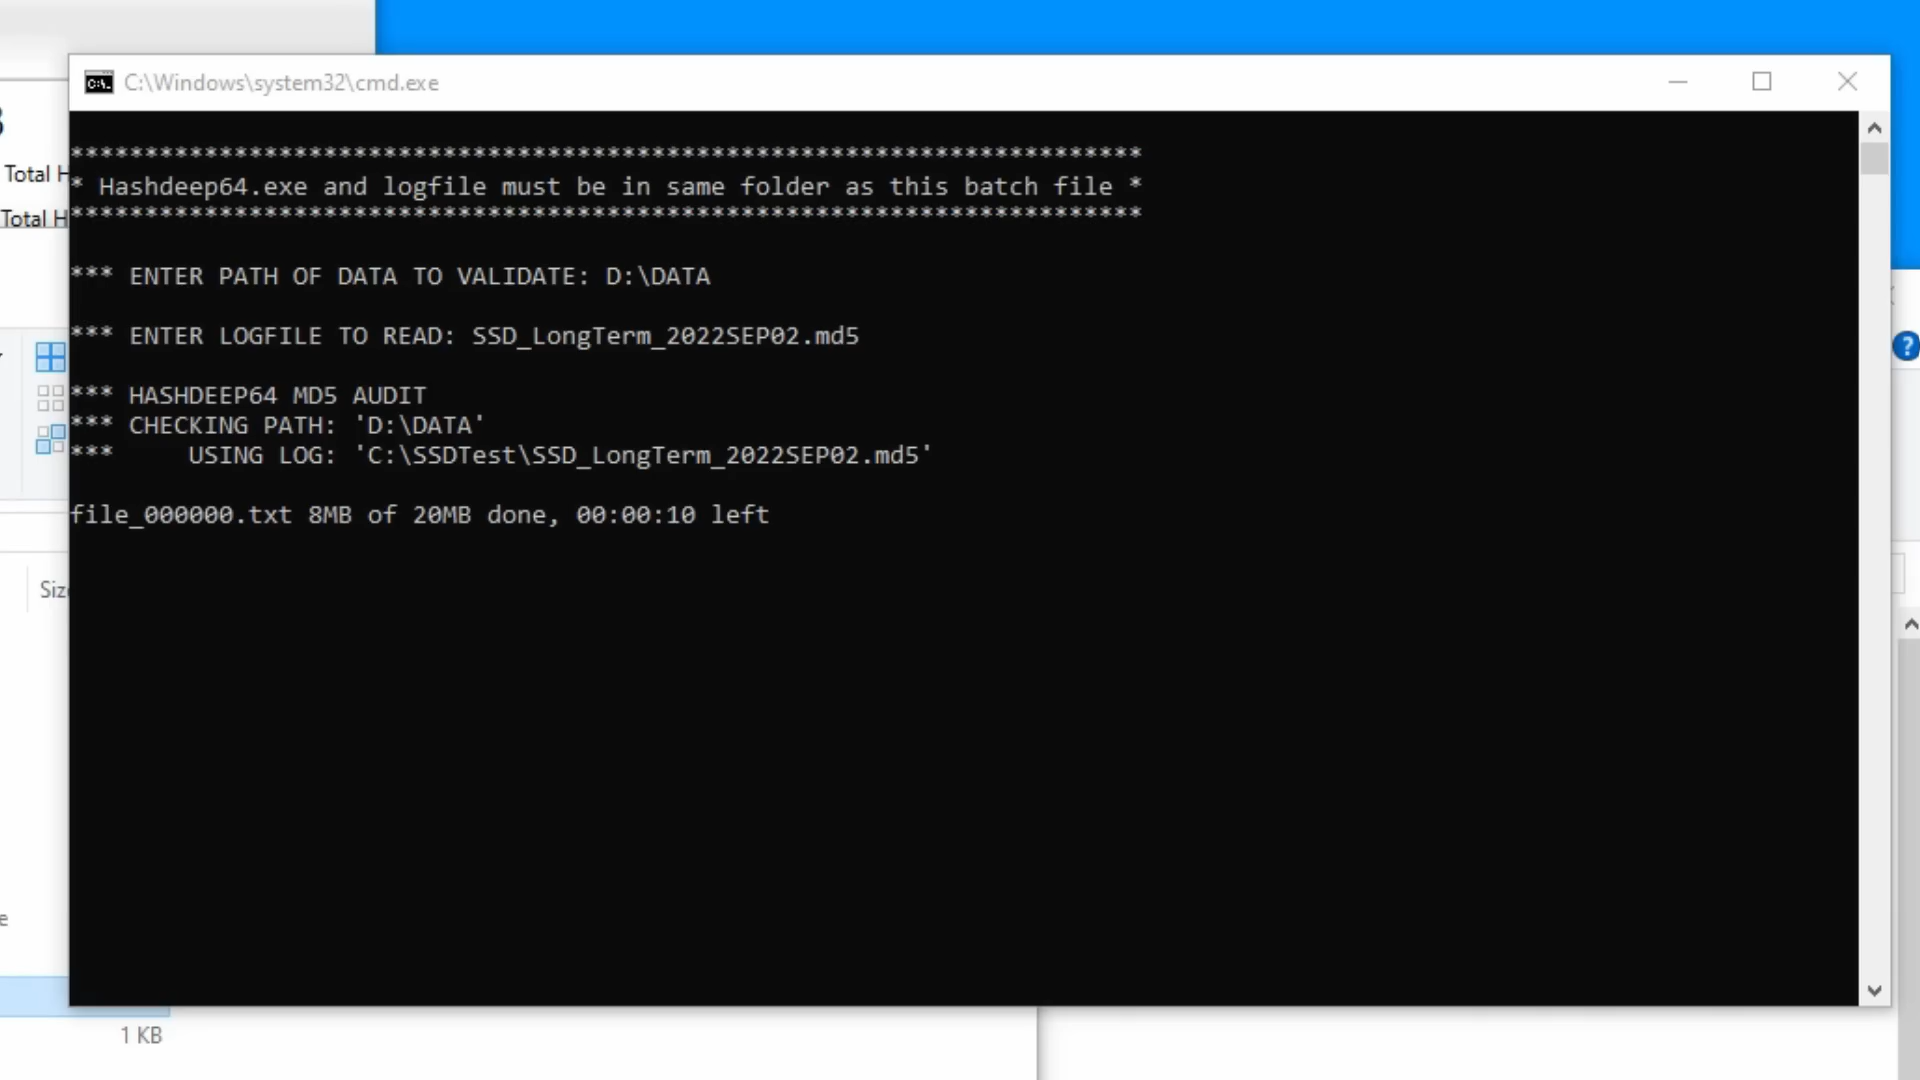 C:\Windows\system32\cmd.exe
**************************************************************************
* Hashdeep64.exe and logfile must be in same folder as this batch file *
**************************************************************************
*** ENTER PATH OF DATA TO VALIDATE: D:\DATA
*** ENTER LOGFILE TO READ: SSD_LongTerm_2022SEP02.md5
*** HASHDEEP64 MD5 AUDIT
*** CHECKING PATH: 'D:\DATA'
***     USING LOG: 'C:\SSDTest\SSD_LongTerm_2022SEP02.md5'
file_000000.txt 8MB of 20MB done, 00:00:10 left
Total H
Total H
1 KB